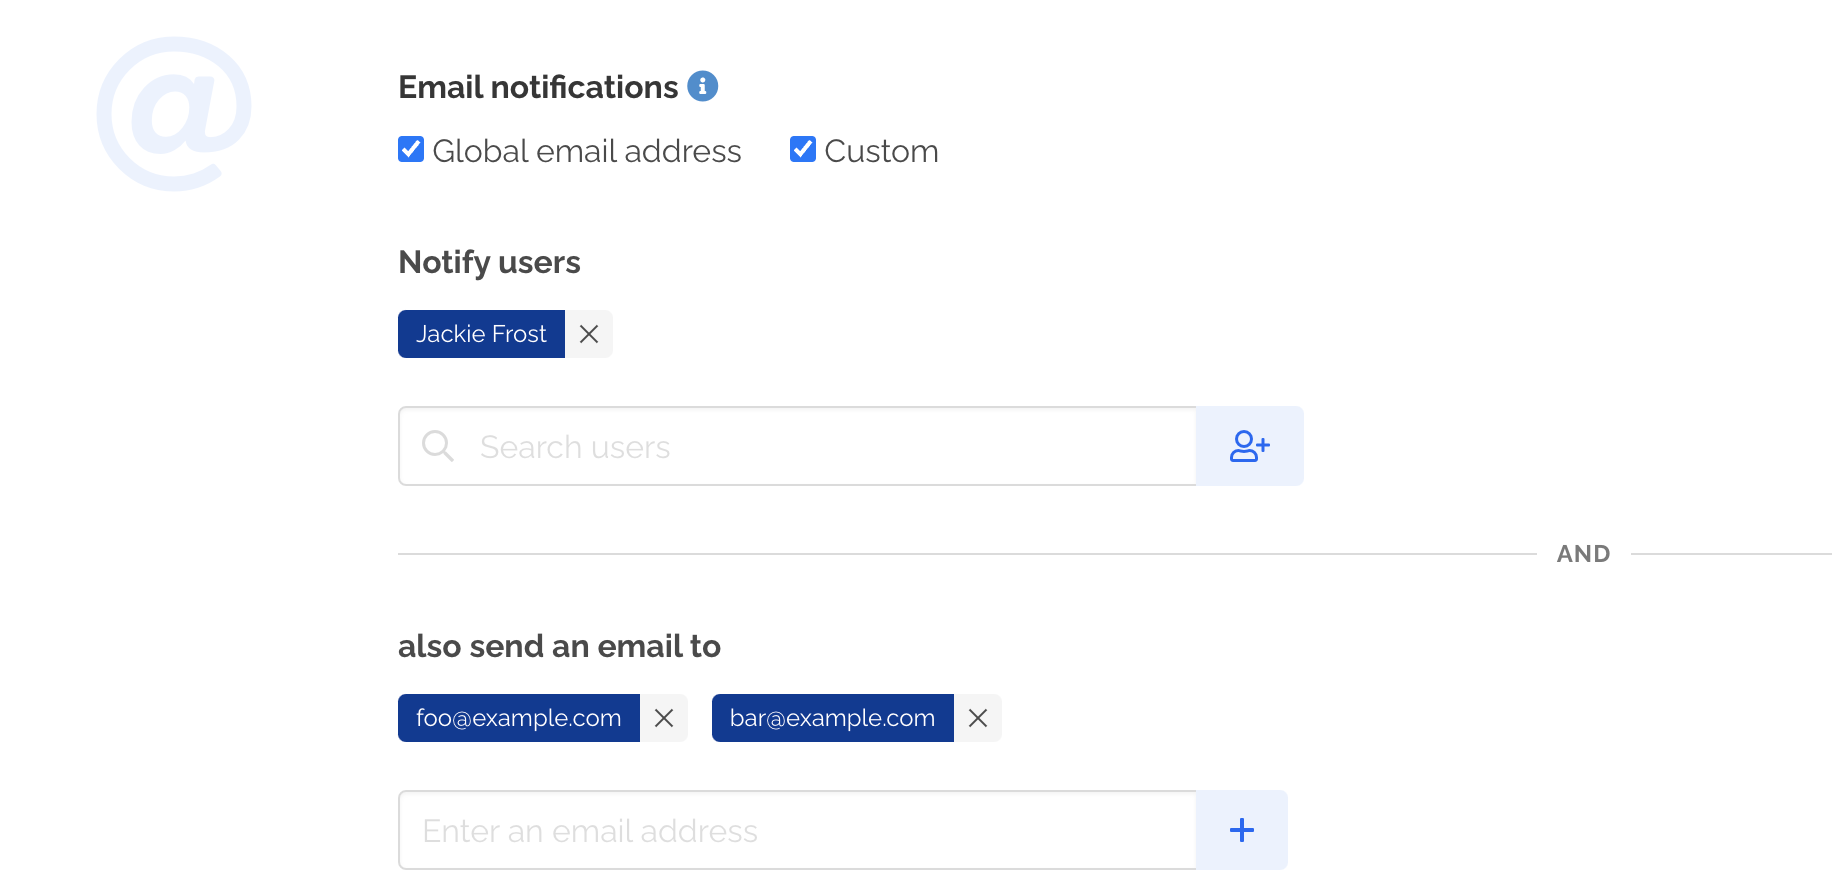 @
Email notifications
Global email address Custom
Notify users
Jackie Frost
Search users
AND
also send an email to
foo@example.com bar@example.com
Enter an email address